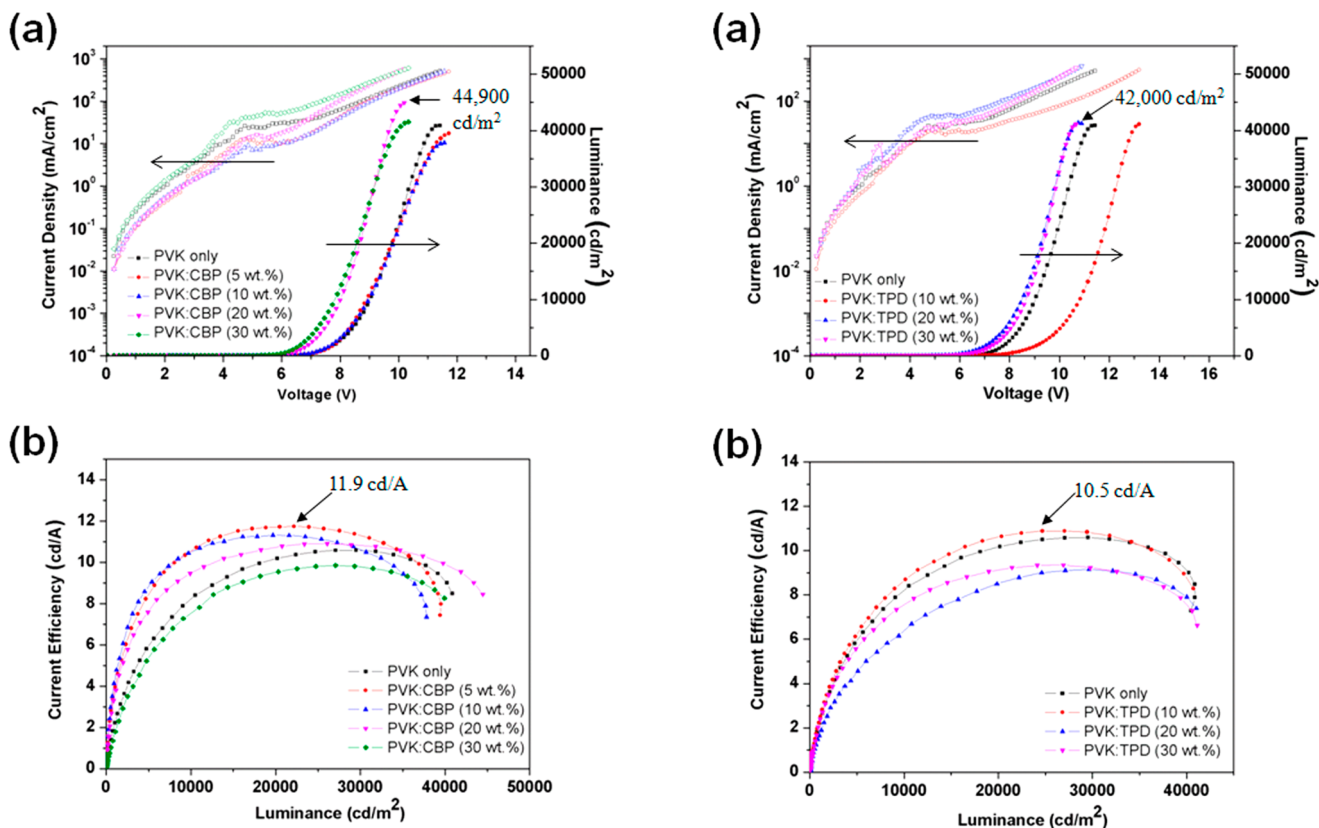 (a)
Current Density (mA/cm²)
10³
10²
10¹
10⁰
10⁻¹
10⁻²
10⁻³
10⁻⁴
0 2 4 6 8 10 12 14
Voltage (V)
50000
40000
30000
20000
10000
0
Luminance (cd/m²)
44,900
cd/m²
PVK only
PVK:CBP (5 wt.%)
PVK:CBP (10 wt.%)
PVK:CBP (20 wt.%)
PVK:CBP (30 wt.%)
(a)
Current Density (mA/cm²)
10⁴
10²
10⁰
10⁻²
10⁻⁴
0 2 4 6 8 10 12 14 16
Voltage (V)
50000
40000
30000
20000
10000
0
Luminance (cd/m²)
42,000 cd/m²
PVK only
PVK:TPD (10 wt.%)
PVK:TPD (20 wt.%)
PVK:TPD (30 wt.%)
(b)
Current Efficiency (cd/A)
14
12
10
8
6
4
2
0
0 10000 20000 30000 40000 50000
Luminance (cd/m²)
11.9 cd/A
PVK only
PVK:CBP (5 wt.%)
PVK:CBP (10 wt.%)
PVK:CBP (20 wt.%)
PVK:CBP (30 wt.%)
(b)
Current Efficiency (cd/A)
14
12
10
8
6
4
2
0
0 10000 20000 30000 40000
Luminance (cd/m²)
10.5 cd/A
PVK only
PVK:TPD (10 wt.%)
PVK:TPD (20 wt.%)
PVK:TPD (30 wt.%)